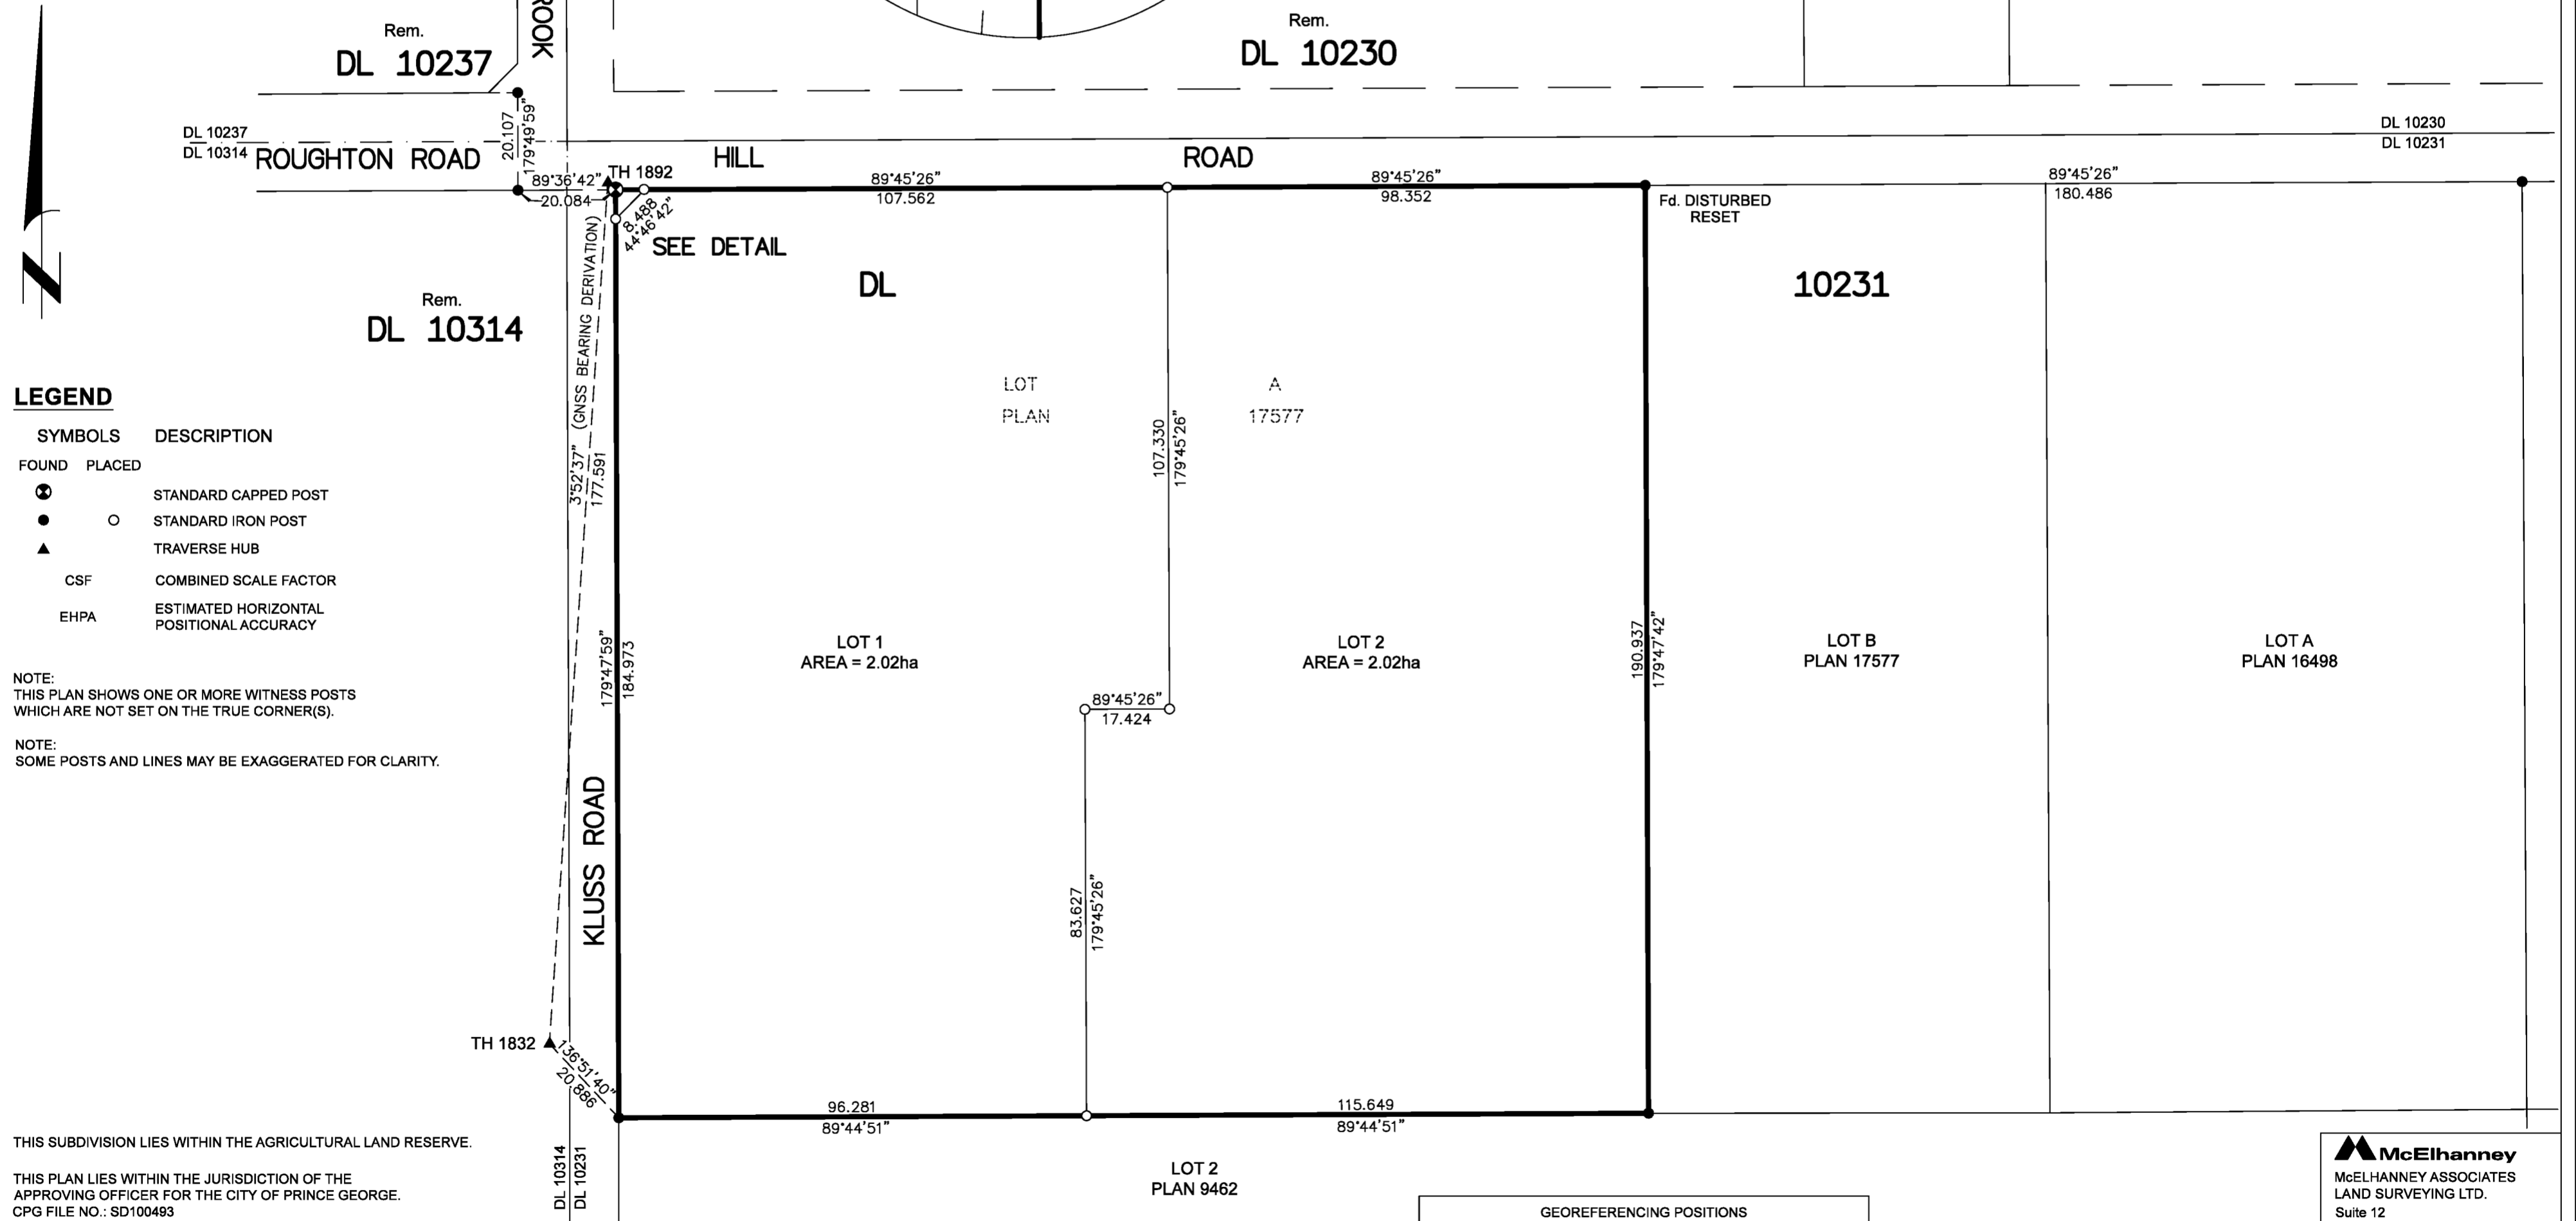 ROOK
Rem.
DL 10237
Rem.
DL 10230
DL 10237
DL 10314
ROUGHTON ROAD
20.107
179°49'59"
HILL ROAD
DL 10230
DL 10231
TH 1892
89°36'42"
20.084
8.488
44°46'42"
89°45'26"
107.562
89°45'26"
98.352
89°45'26"
180.486
Fd. DISTURBED
RESET
SEE DETAIL
DL 10231
Rem.
DL 10314
3°52'37" (GNSS BEARING DERIVATION)
177.591
LOT A
PLAN 17577
107.330
179°45'26"
LEGEND
SYMBOLS DESCRIPTION
FOUND PLACED
STANDARD CAPPED POST
STANDARD IRON POST
TRAVERSE HUB
CSF COMBINED SCALE FACTOR
EHPA ESTIMATED HORIZONTAL
POSITIONAL ACCURACY
179°47'59"
184.973
LOT 1
AREA = 2.02ha
LOT 2
AREA = 2.02ha
190.937
179°47'42"
LOT B
PLAN 17577
LOT A
PLAN 16498
NOTE:
THIS PLAN SHOWS ONE OR MORE WITNESS POSTS
WHICH ARE NOT SET ON THE TRUE CORNER(S).
89°45'26"
17.424
NOTE:
SOME POSTS AND LINES MAY BE EXAGGERATED FOR CLARITY.
KLUSS ROAD
83.627
179°45'26"
TH 1832
136°51'40"
20.886
96.281
89°44'51"
115.649
89°44'51"
THIS SUBDIVISION LIES WITHIN THE AGRICULTURAL LAND RESERVE.
THIS PLAN LIES WITHIN THE JURISDICTION OF THE
APPROVING OFFICER FOR THE CITY OF PRINCE GEORGE.
CPG FILE NO.: SD100493
DL 10314
DL 10231
LOT 2
PLAN 9462
GEOREFERENCING POSITIONS
McElhanney
McELHANNEY ASSOCIATES
LAND SURVEYING LTD.
Suite 12